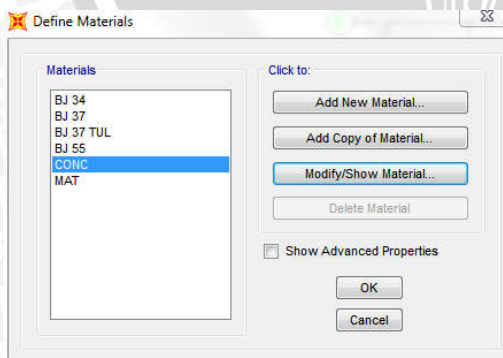 Define Materials
Materials
BJ 34
BJ 37
BJ 37 TUL
BJ 55
CONC
MAT
Click to:
Add New Material...
Add Copy of Material...
Modify/Show Material...
Delete Material
Show Advanced Properties
OK
Cancel